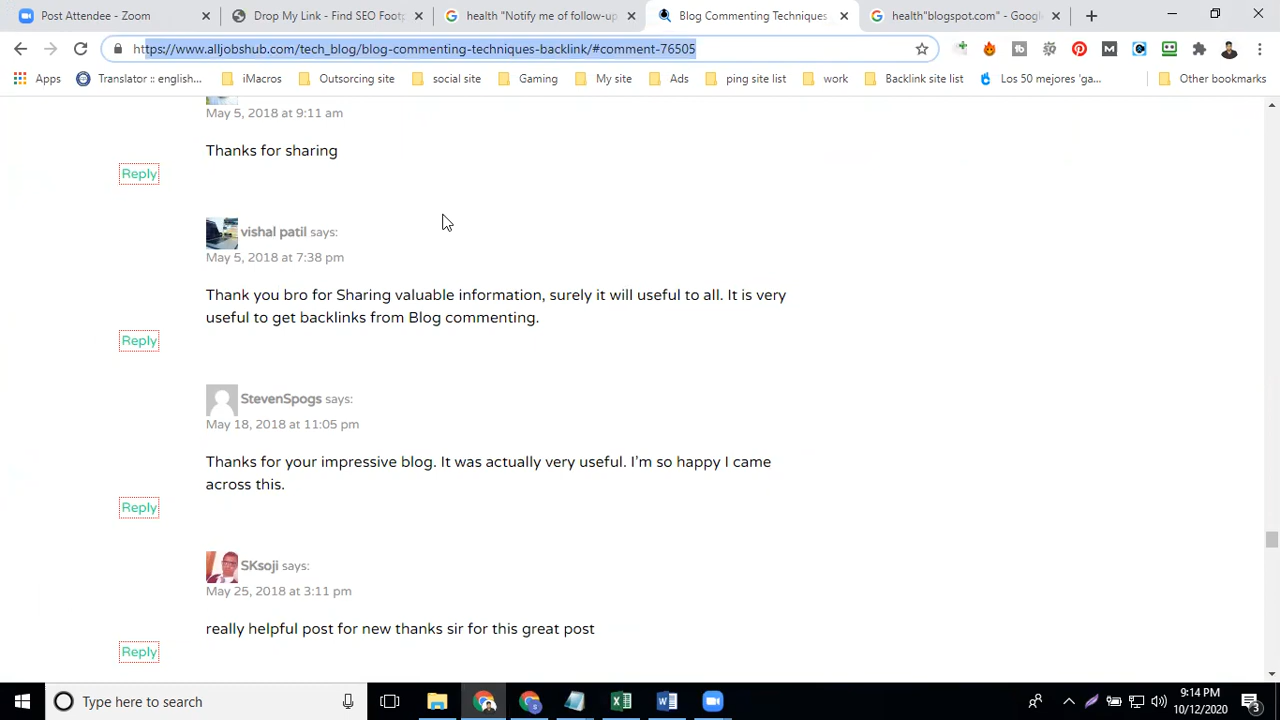 Post Attendee - Zoom
Drop My Link - Find SEO Footp
health "Notify me of follow-up
Blog Commenting Techniques
health"blogspot.com" - Google
https://www.alljobshub.com/tech_blog/blog-commenting-techniques-backlink/#comment-76505
Apps
Translator :: english...
iMacros
Outsorcing site
social site
Gaming
My site
Ads
ping site list
work
Backlink site list
Los 50 mejores 'ga...
Other bookmarks
May 5, 2018 at 9:11 am
Thanks for sharing
Reply
vishal patil says:
May 5, 2018 at 7:38 pm
Thank you bro for Sharing valuable information, surely it will useful to all. It is very
useful to get backlinks from Blog commenting.
Reply
StevenSpogs says:
May 18, 2018 at 11:05 pm
Thanks for your impressive blog. It was actually very useful. I'm so happy I came
across this.
Reply
SKsoji says:
May 25, 2018 at 3:11 pm
really helpful post for new thanks sir for this great post
Reply
Type here to search
9:14 PM
10/12/2020
3